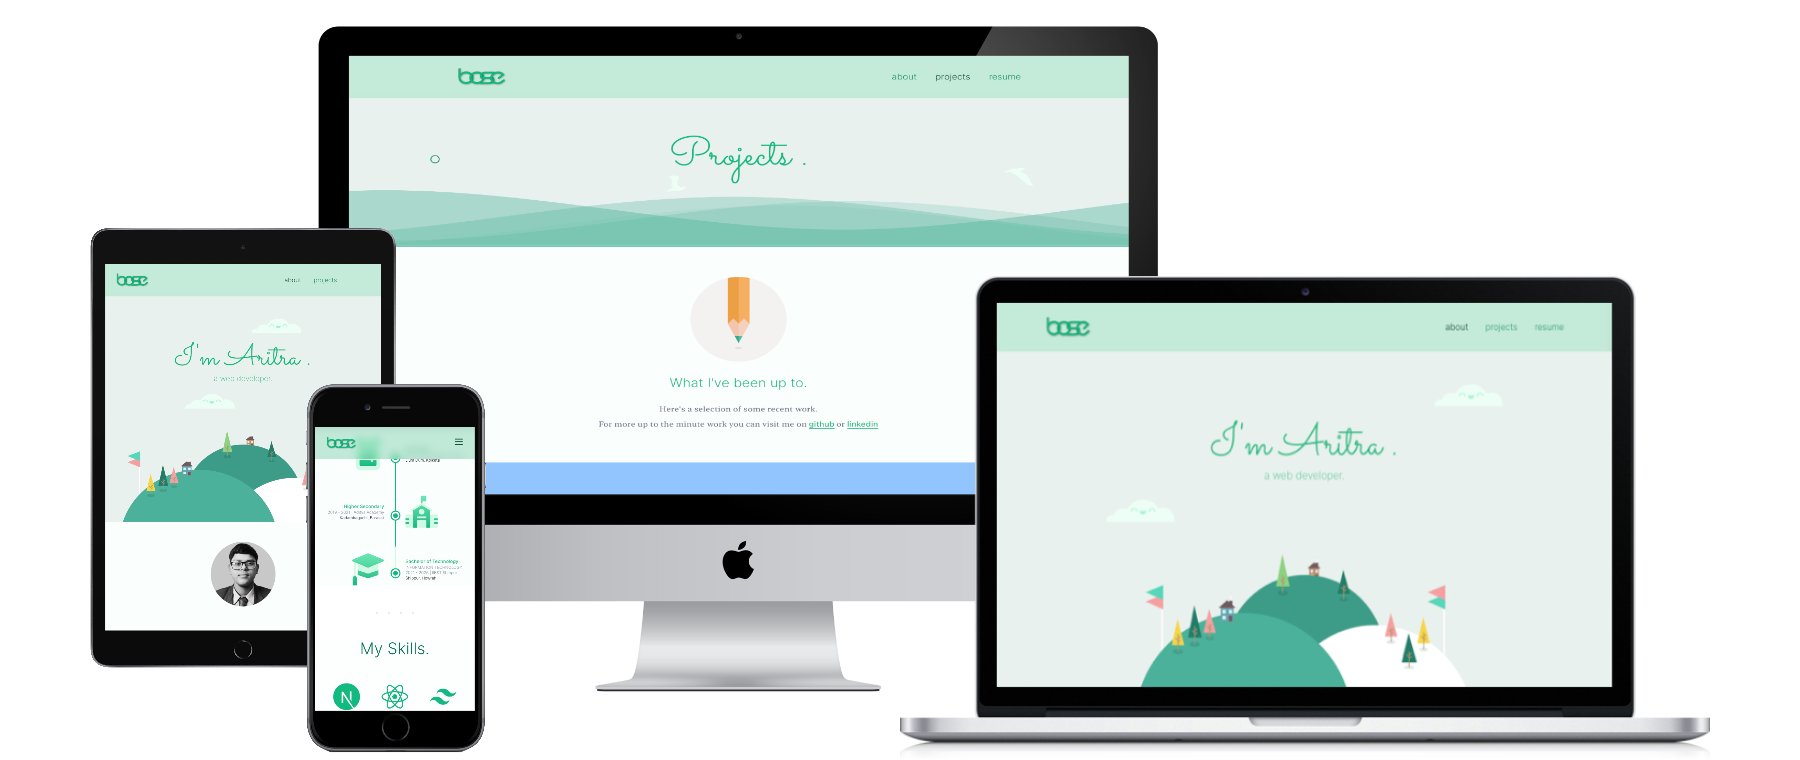 bose
about projects resume
Projects .
What I've been up to.
Here's a selection of some recent work.
For more up to the minute work you can visit me on github or linkedin
bose
about projects
I'm Aritra .
a web developer.
bose
Higher Secondary
Bachelor of Technology
INFORMATION TECHNOLOGY
My Skills.
N
bose
about projects resume
I'm Aritra .
a web developer.